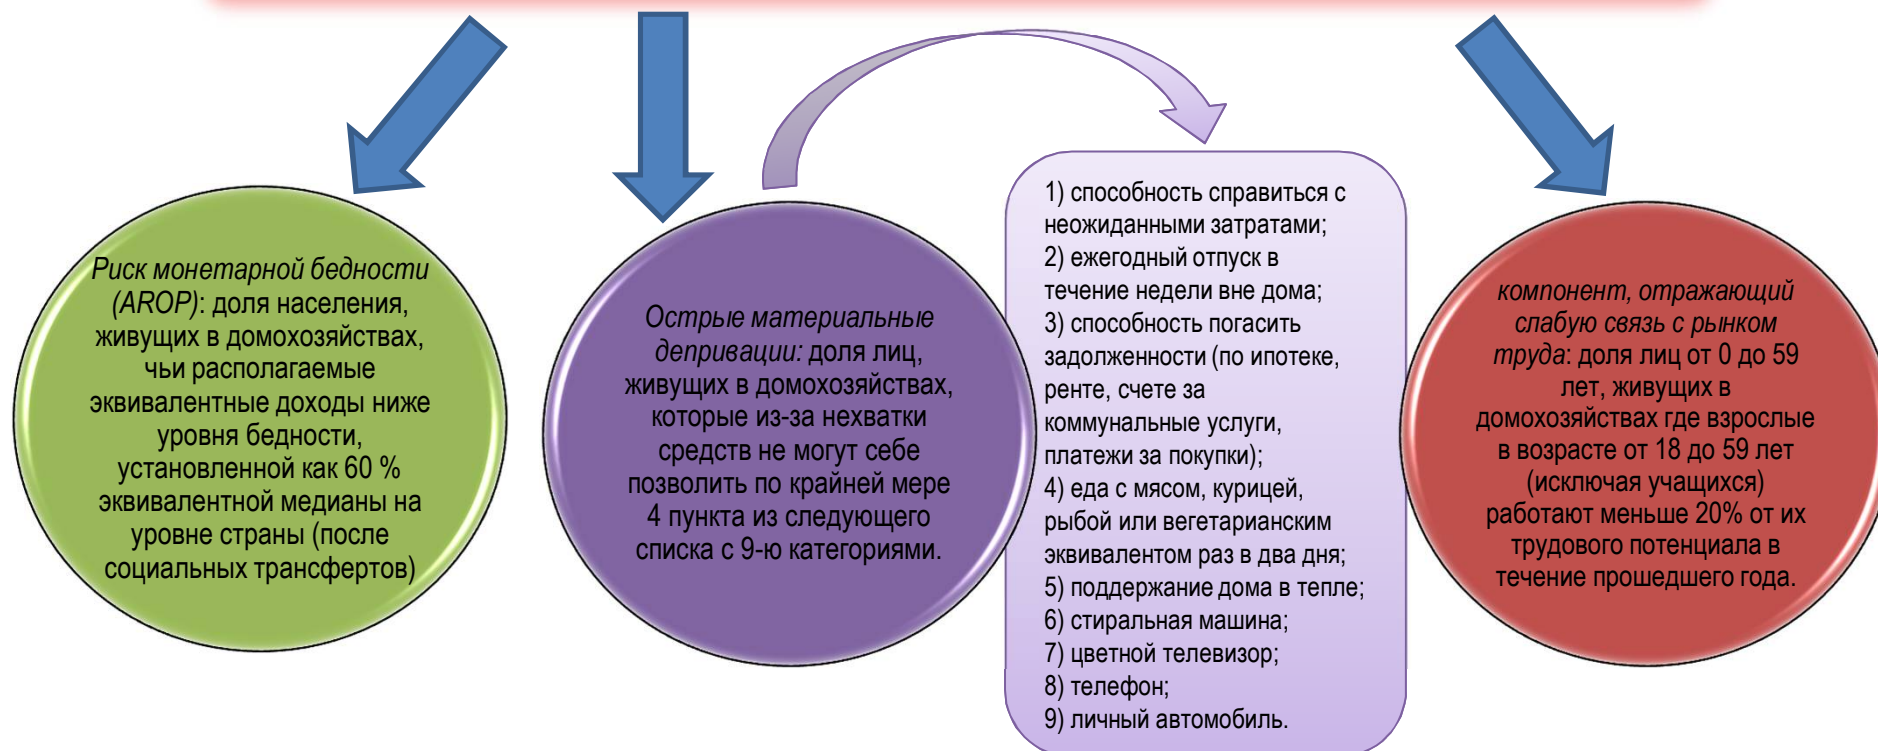 Риск монетарной бедности
(AROP): доля населения,
живущих в домохозяйствах,
чьи располагаемые
эквивалентные доходы ниже
уровня бедности,
установленной как 60 %
эквивалентной медианы на
уровне страны (после
социальных трансфертов)
Острые материальные
депривации: доля лиц,
живущих в домохозяйствах,
которые из-за нехватки
средств не могут себе
позволить по крайней мере
4 пункта из следующего
списка с 9-ю категориями.
1) способность справиться с
неожиданными затратами;
2) ежегодный отпуск в
течение недели вне дома;
3) способность погасить
задолженности (по ипотеке,
ренте, счете за
коммунальные услуги,
платежи за покупки);
4) еда с мясом, курицей,
рыбой или вегетарианским
эквивалентом раз в два дня;
5) поддержание дома в тепле;
6) стиральная машина;
7) цветной телевизор;
8) телефон;
9) личный автомобиль.
компонент, отражающий
слабую связь с рынком
труда: доля лиц от 0 до 59
лет, живущих в
домохозяйствах где взрослые
в возрасте от 18 до 59 лет
(исключая учащихся)
работают меньше 20% от их
трудового потенциала в
течение прошедшего года.